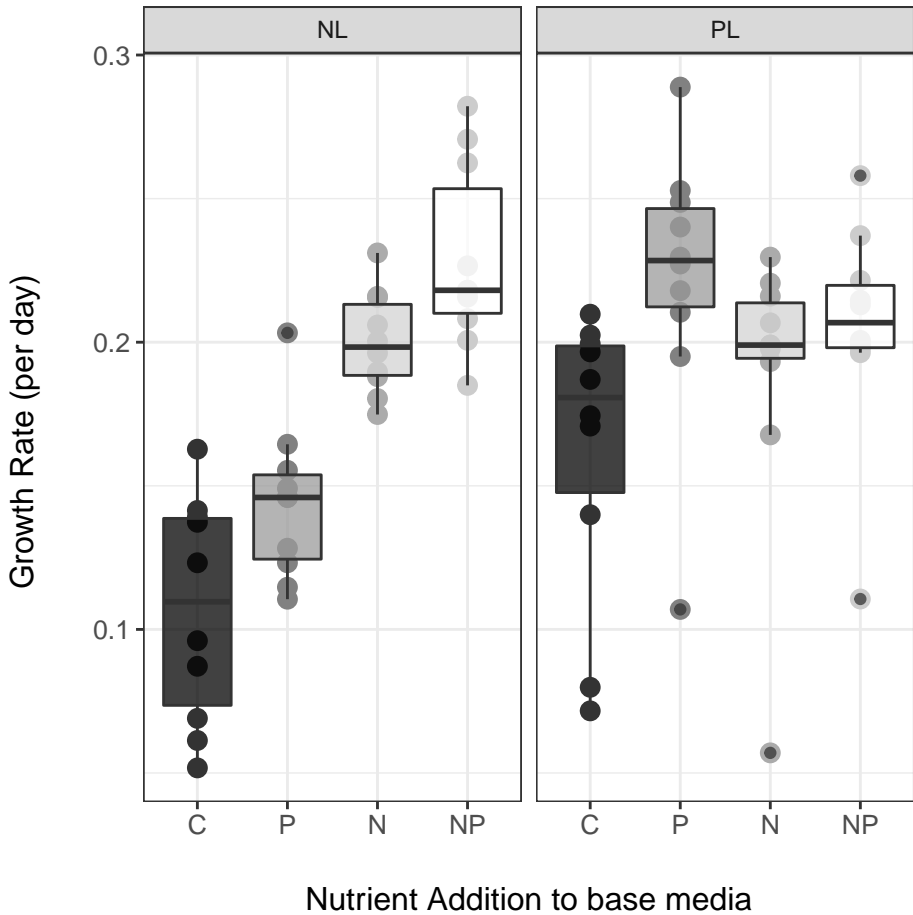 NL
PL
Growth Rate (per day)
0.3
0.2
0.1
C P N NP
C P N NP
Nutrient Addition to base media